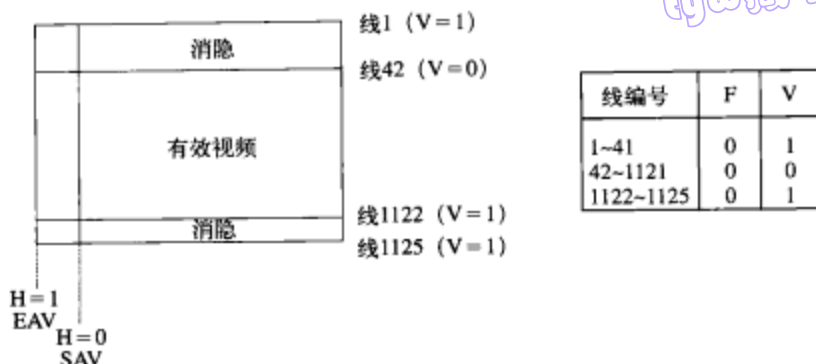 线1（V=1）
消隐
线42（V=0）
有效视频
线1122（V=1）
消隐
线1125（V=1）
H=1
EAV
H=0
SAV
线编号 F V
1~41 0 1
42~1121 0 0
1122~1125 0 1